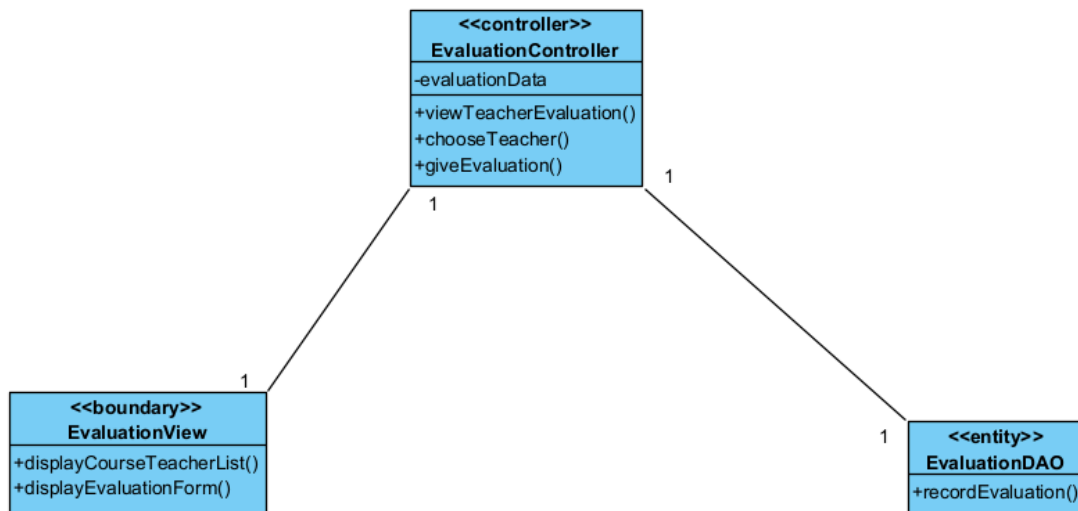 <<controller>>
EvaluationController
-evaluationData
+viewTeacherEvaluation()
+chooseTeacher()
+giveEvaluation()
1
1
1
<<boundary>>
EvaluationView
+displayCourseTeacherList()
+displayEvaluationForm()
1
<<entity>>
EvaluationDAO
+recordEvaluation()